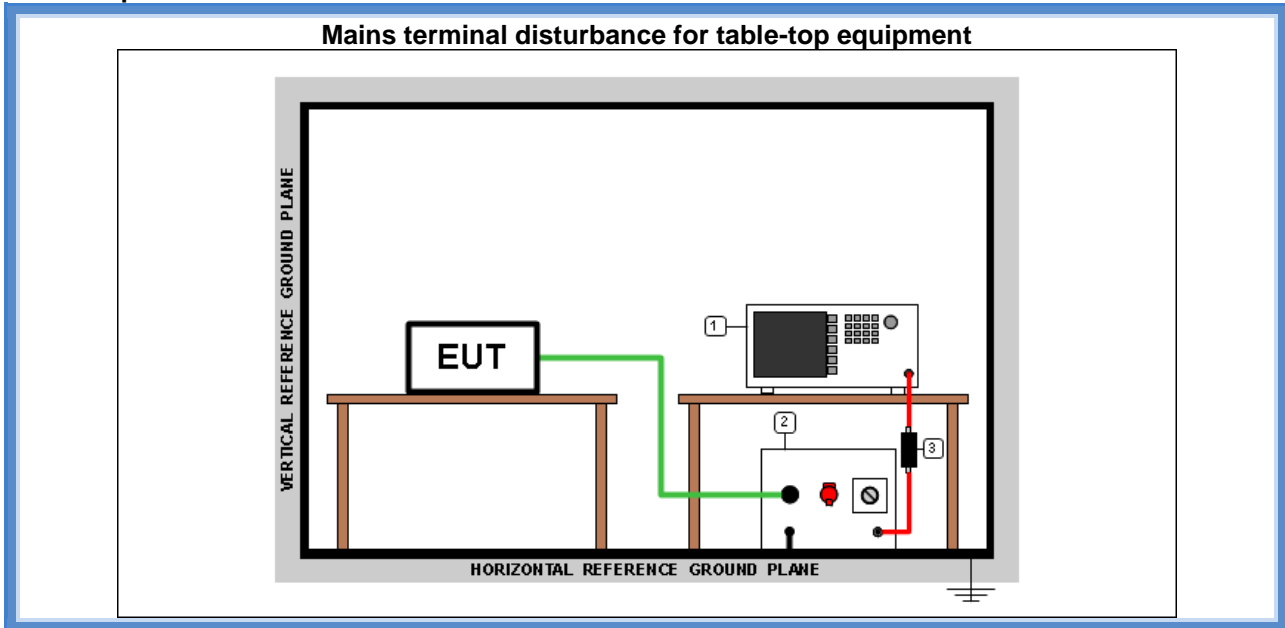 Mains terminal disturbance for table-top equipment
VERTICAL REFERENCE GROUND PLANE
EUT
1
2
3
HORIZONTAL REFERENCE GROUND PLANE